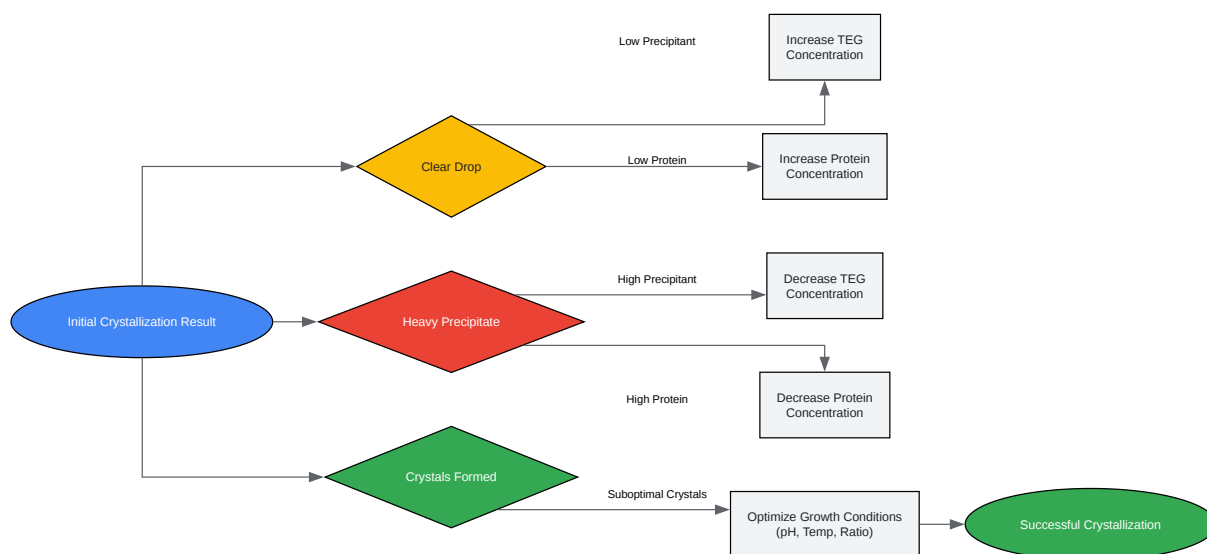 Low Precipitant
Increase TEG
Concentration
Clear Drop
Low Protein
Increase Protein
Concentration
High Precipitant
Decrease TEG
Concentration
Initial Crystallization Result
Heavy Precipitate
High Protein
Decrease Protein
Concentration
Crystals Formed
Suboptimal Crystals
Optimize Growth Conditions
(pH, Temp, Ratio)
Successful Crystallization